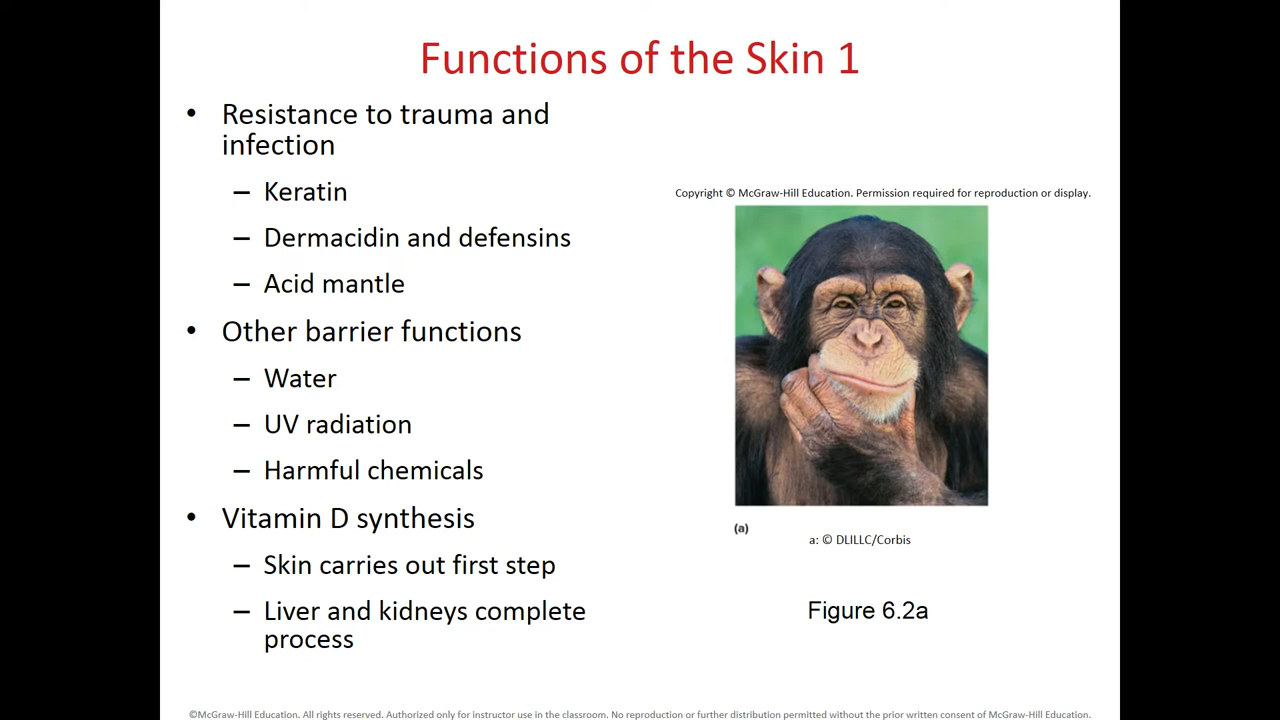 Functions of the Skin 1
• Resistance to trauma and
infection
– Keratin
– Dermacidin and defensins
– Acid mantle
• Other barrier functions
– Water
– UV radiation
– Harmful chemicals
• Vitamin D synthesis
– Skin carries out first step
– Liver and kidneys complete
process
Copyright © McGraw-Hill Education. Permission required for reproduction or display.
(a)
a: © DLILLC/Corbis
Figure 6.2a
©McGraw-Hill Education. All rights reserved. Authorized only for instructor use in the classroom. No reproduction or further distribution permitted without the prior written consent of McGraw-Hill Education.